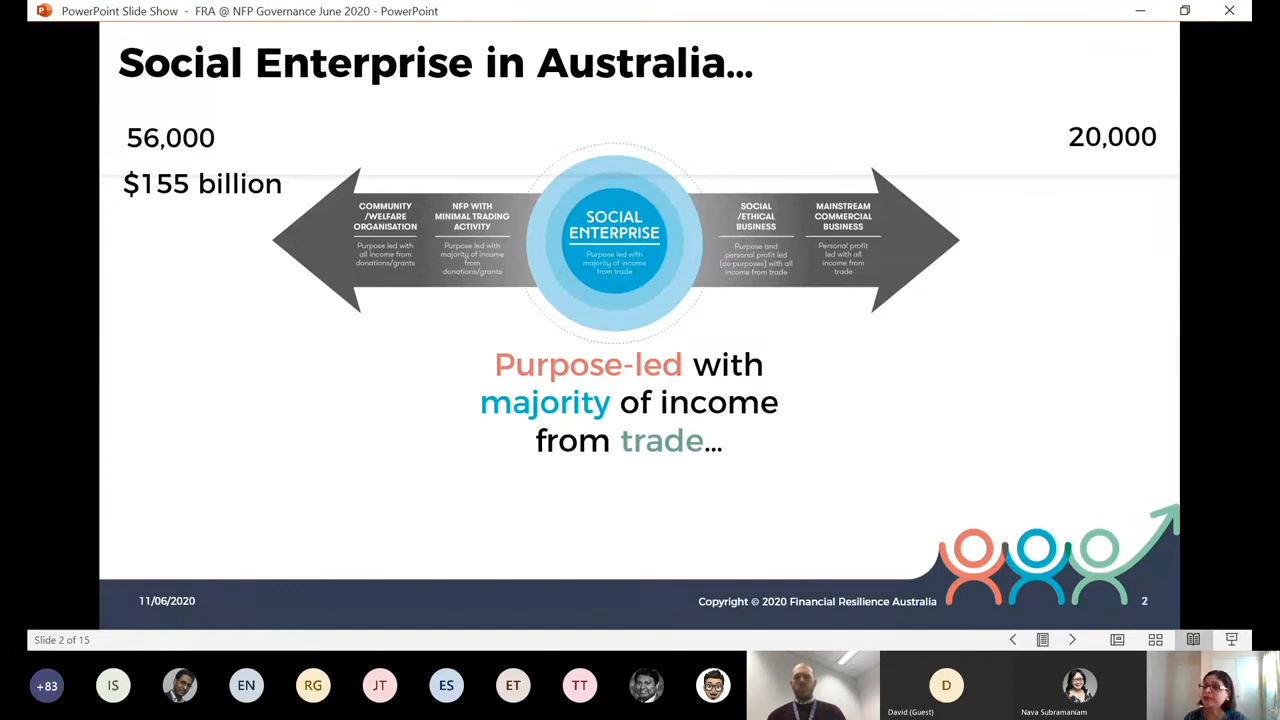 PowerPoint Slide Show - FRA @ NFP Governance June 2020 - PowerPoint
Social Enterprise in Australia...
56,000
20,000
$155 billion
COMMUNITY
/WELFARE
ORGANISATION
Purpose led with
all income from
donations/grants
NFP WITH
MINIMAL TRADING
ACTIVITY
Purpose led with
majority of income
from
donations/grants
SOCIAL
ENTERPRISE
Purpose led with
majority of income
from trade
SOCIAL
/ETHICAL
BUSINESS
Purpose and
personal profit led
(co-purposes) with all
income from trade
MAINSTREAM
COMMERCIAL
BUSINESS
Personal profit
led with all
income from
trade
Purpose-led with
majority of income
from trade...
11/06/2020
Copyright © 2020 Financial Resilience Australia
2
Slide 2 of 15
+83
IS
EN
RG
JT
ES
ET
TT
D
David (Guest)
Nava Subramaniam